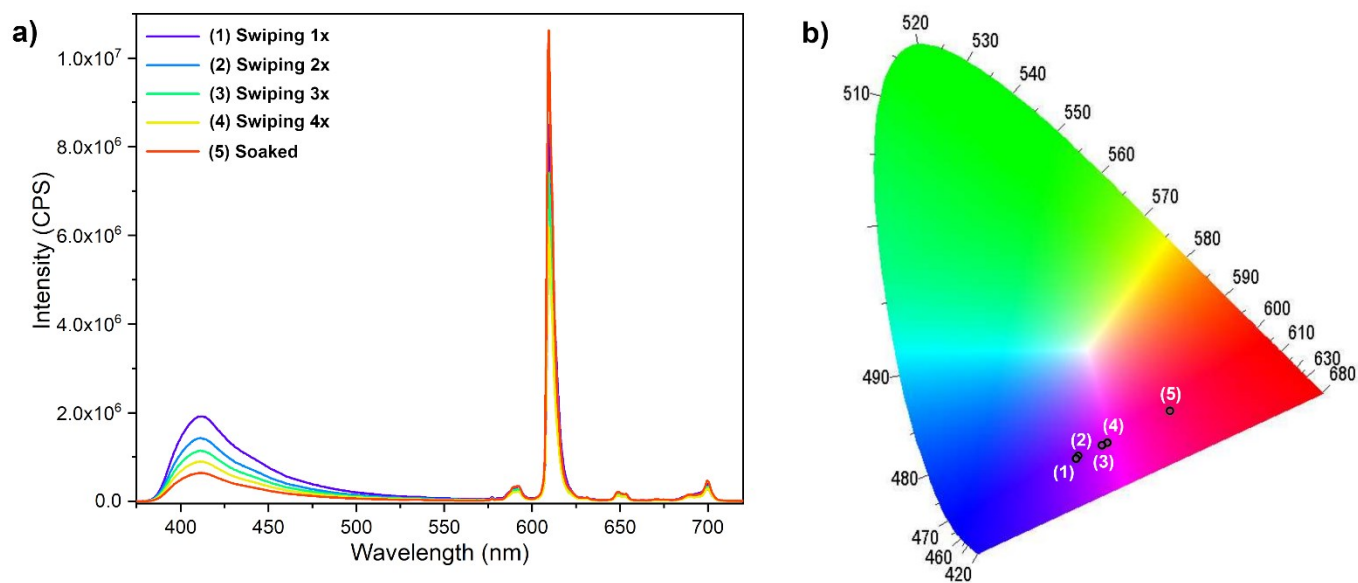 a)
(1) Swiping 1x
(2) Swiping 2x
(3) Swiping 3x
(4) Swiping 4x
(5) Soaked
Intensity (CPS)
1.0x10⁷
8.0x10⁶
6.0x10⁶
4.0x10⁶
2.0x10⁶
0.0
400 450 500 550 600 650 700
Wavelength (nm)
b)
520
530
540
510
550
560
570
580
590
600
610
630
680
490
(5)
(4)
(2)
(3)
(1)
480
470
460
420